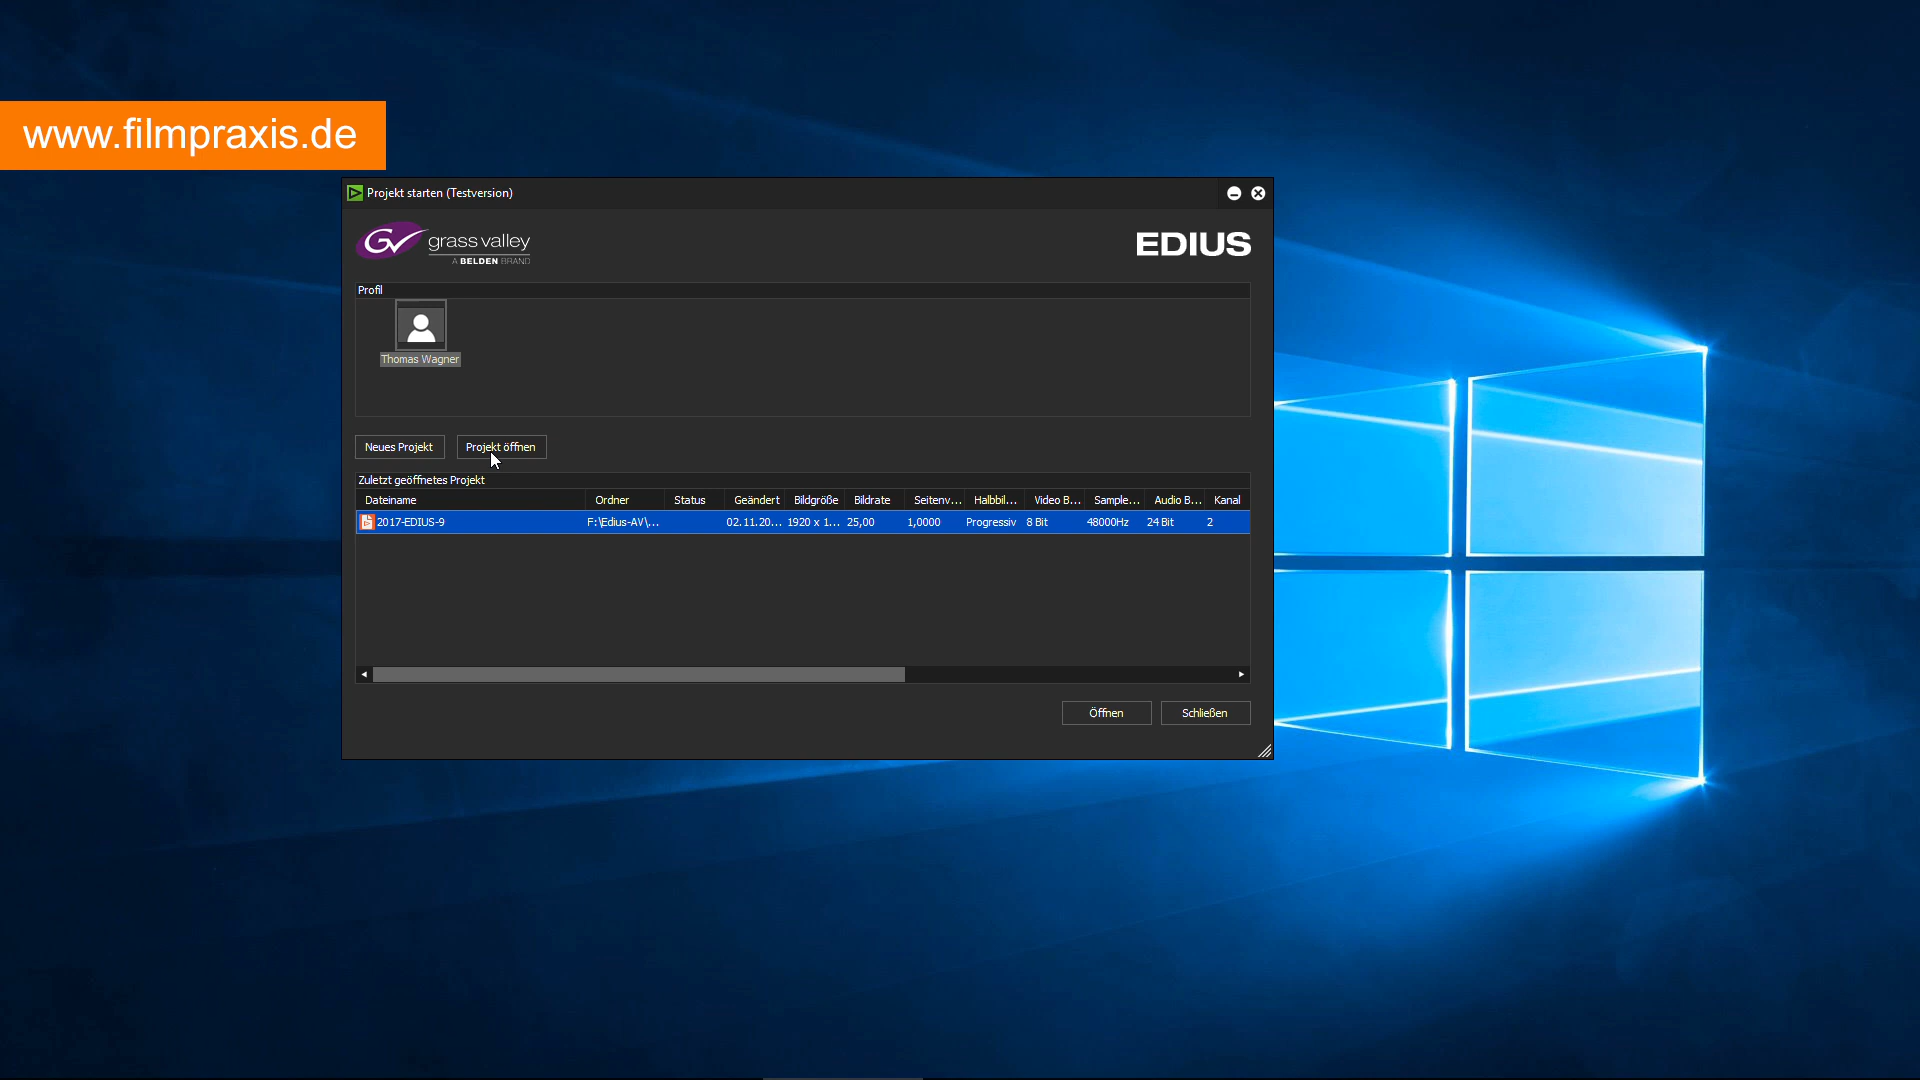 www.filmpraxis.de
Projekt starten (Testversion)
GV grass valley
A BELDEN BRAND
EDIUS
Profil
Thomas Wagner
Neues Projekt Projekt öffnen
Zuletzt geöffnetes Projekt
Dateiname Ordner Status Geändert Bildgröße Bildrate Seitenv... Halbbil... Video B... Sample... Audio B... Kanal
2017-EDIUS-9 F:\Edius-AV\... 02.11.20... 1920 x 1... 25,00 1,0000 Progressiv 8 Bit 48000Hz 24 Bit 2
Öffnen Schließen